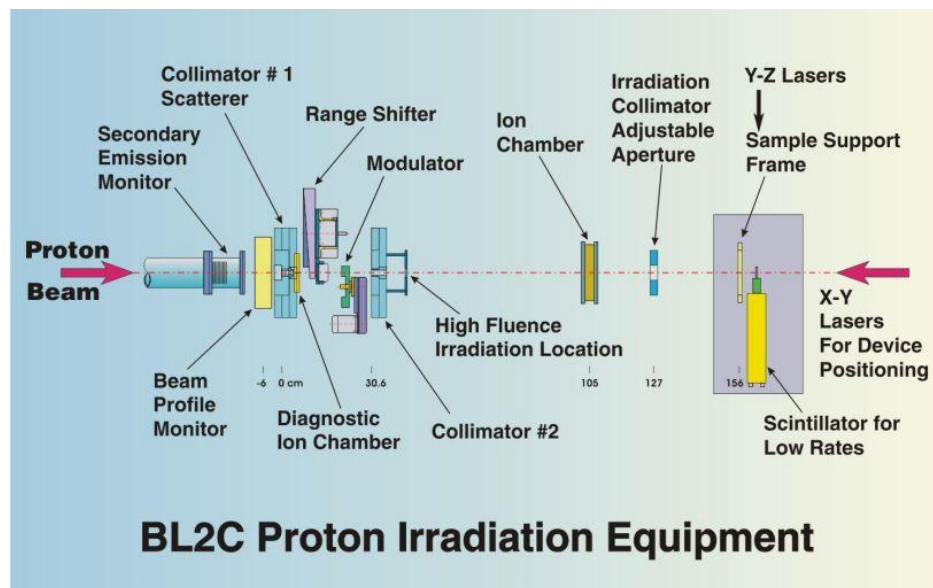 Collimator # 1
Scatterer
Secondary
Emission
Monitor
Range Shifter
Modulator
Ion
Chamber
Irradiation
Collimator
Adjustable
Aperture
Y-Z Lasers
Sample Support
Frame
Proton
Beam
High Fluence
Irradiation Location
X-Y
Lasers
For Device
Positioning
-6
0 cm
30.6
105
127
156
Beam
Profile
Monitor
Diagnostic
Ion Chamber
Collimator #2
Scintillator for
Low Rates
BL2C Proton Irradiation Equipment